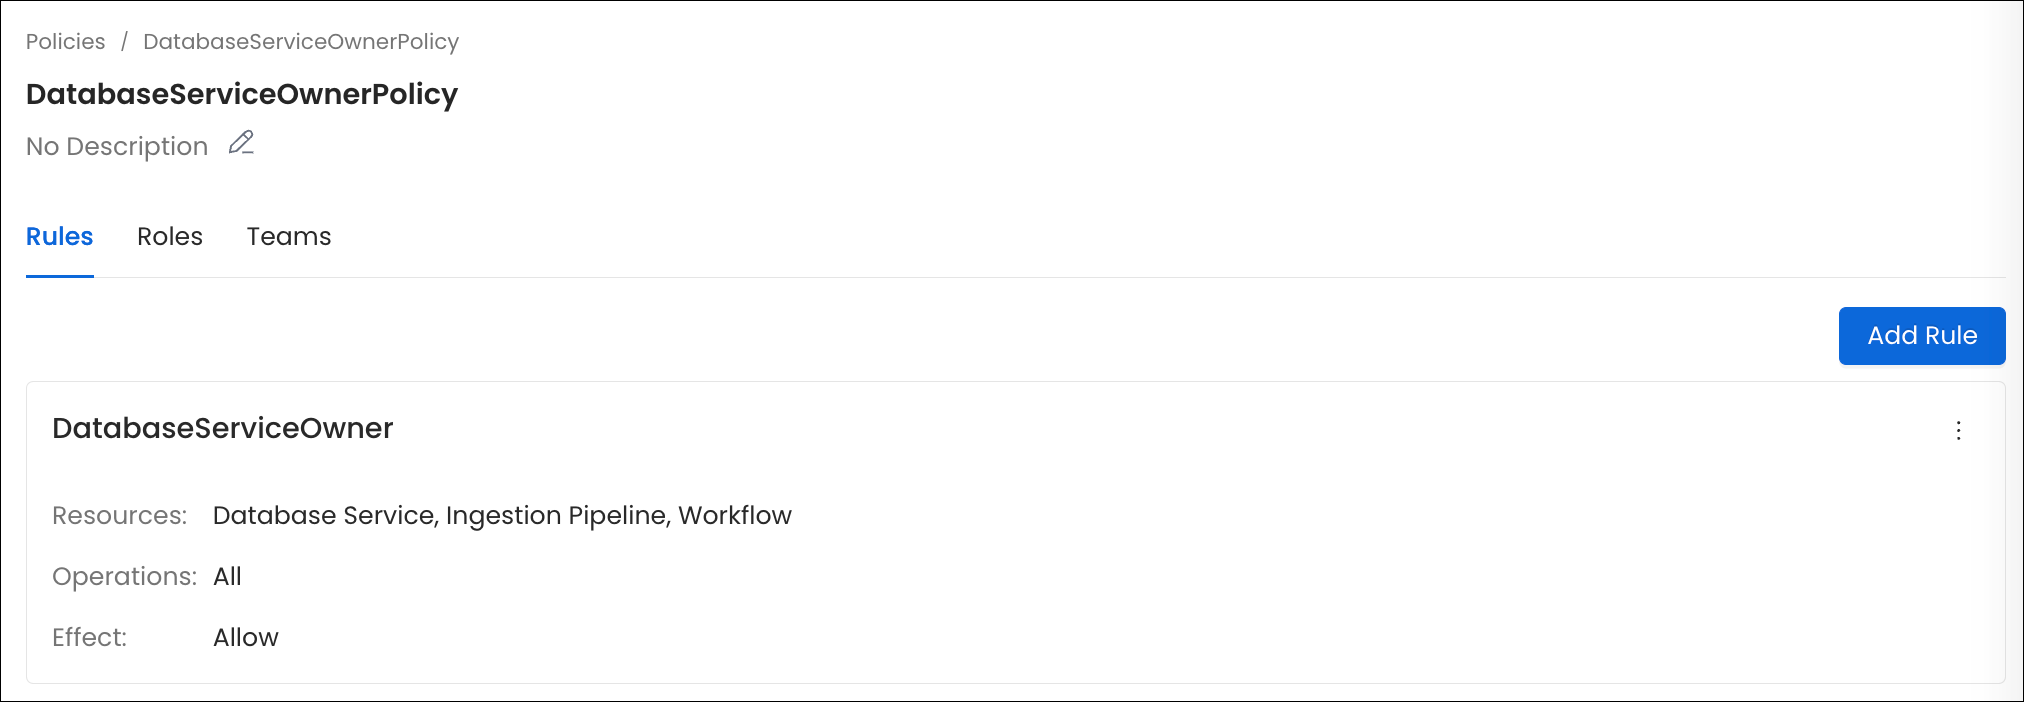 Policies / DatabaseServiceOwnerPolicy
DatabaseServiceOwnerPolicy
No Description
Rules Roles Teams
Add Rule
DatabaseServiceOwner
Resources: Database Service, Ingestion Pipeline, Workflow
Operations: All
Effect: Allow